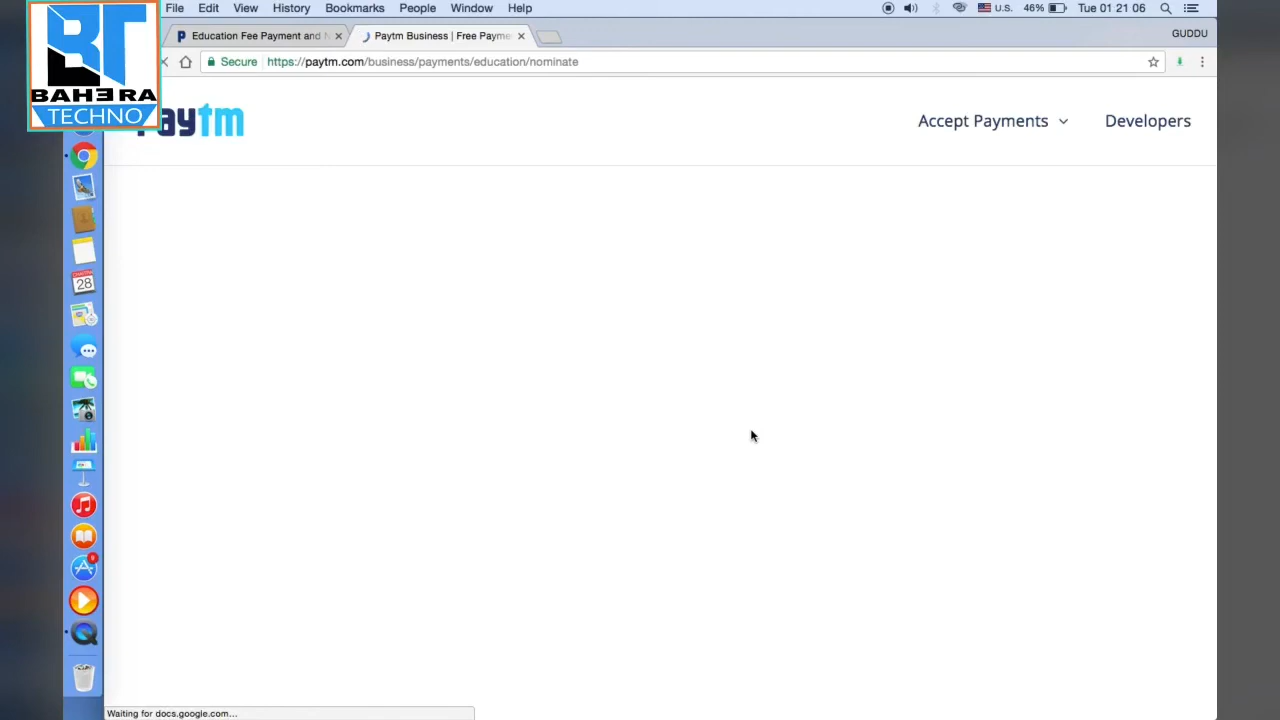 File Edit View History Bookmarks People Window Help
U.S. 46% Tue 01 21 06
Education Fee Payment and N
Paytm Business | Free Payme
GUDDU
Secure https://paytm.com/business/payments/education/nominate
BAHERA
TECHNO
Paytm
Accept Payments
Developers
28
Waiting for docs.google.com...